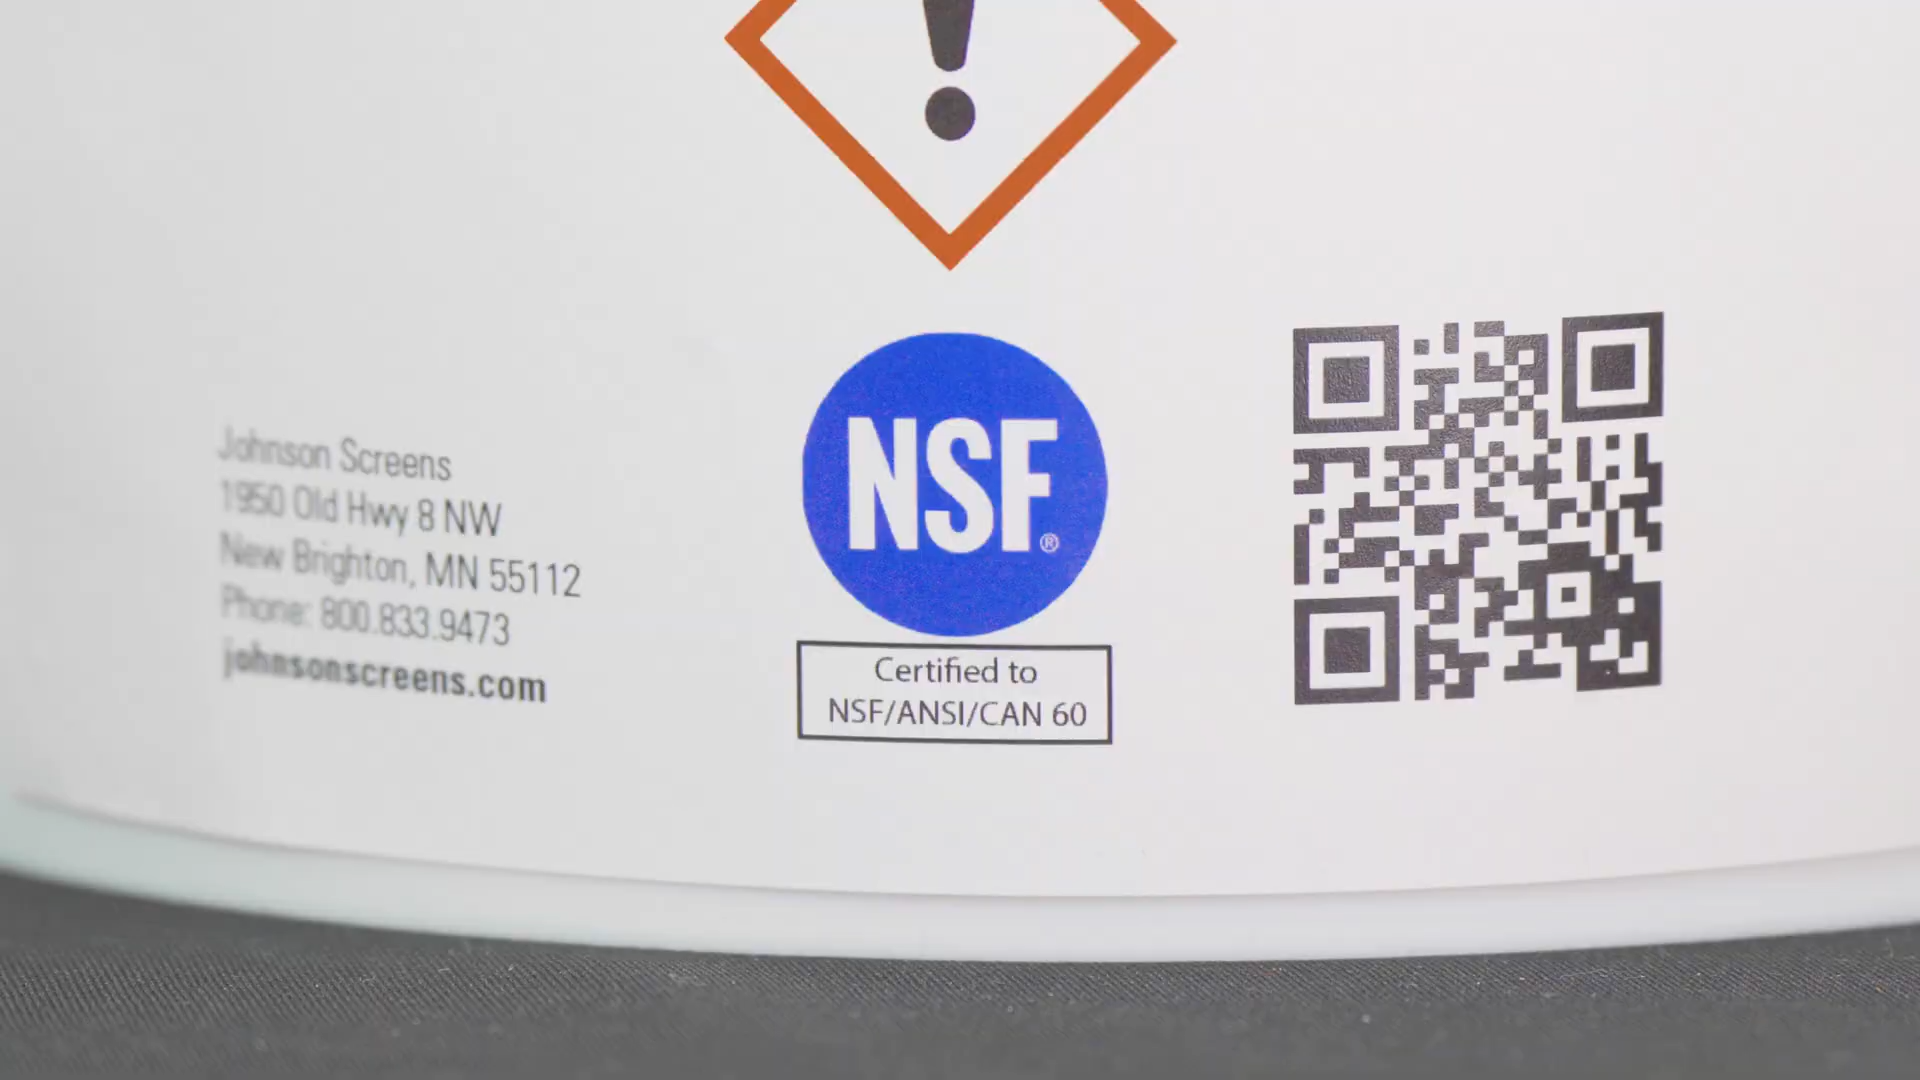 Johnson Screens
1950 Old Hwy 8 NW
New Brighton, MN 55112
Phone: 800.833.9473
johnsonscreens.com
!
NSF®
Certified to
NSF/ANSI/CAN 60